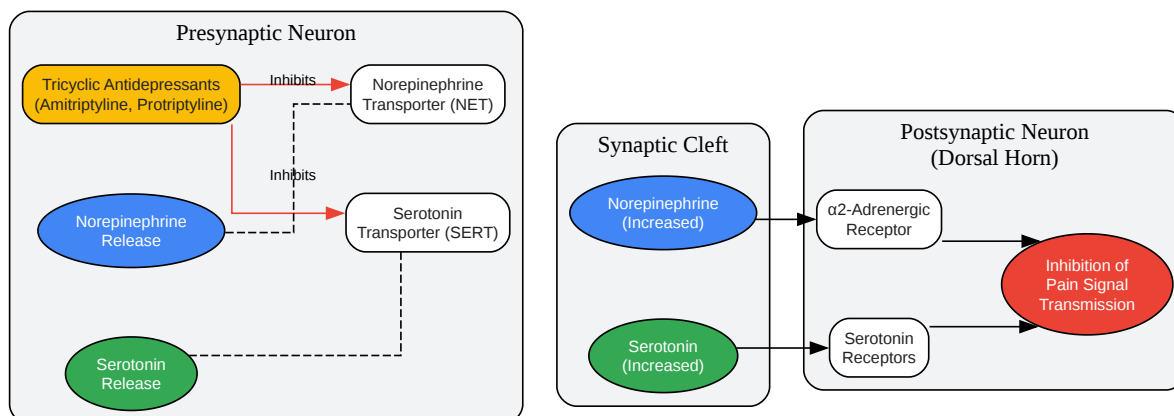 Presynaptic Neuron
Tricyclic Antidepressants
(Amitriptyline, Protriptyline)
Inhibits
Norepinephrine
Transporter (NET)
Inhibits
Norepinephrine
Release
Serotonin
Transporter (SERT)
Serotonin
Release
Synaptic Cleft
Norepinephrine
(Increased)
Serotonin
(Increased)
Postsynaptic Neuron
(Dorsal Horn)
α2-Adrenergic
Receptor
Inhibition of
Pain Signal
Transmission
Serotonin
Receptors